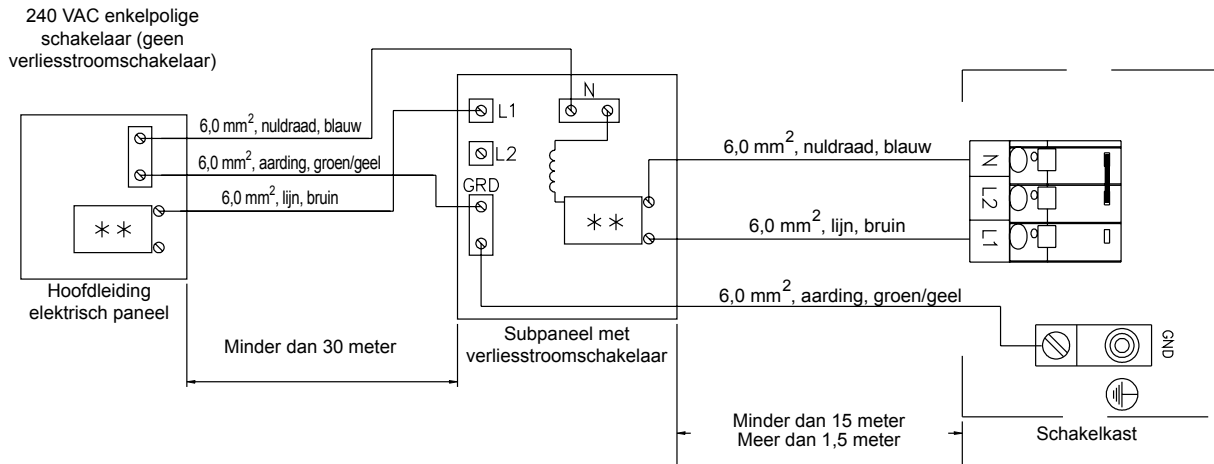 240 VAC enkelpolige
schakelaar (geen
verliesstroomschakelaar)
6,0 mm², nuldraad, blauw
6,0 mm², aarding, groen/geel
6,0 mm², lijn, bruin
**
Hoofdleiding
elektrisch paneel
Minder dan 30 meter
N
L1
L2
GRD
**
Subpaneel met
verliesstroomschakelaar
6,0 mm², nuldraad, blauw
6,0 mm², lijn, bruin
6,0 mm², aarding, groen/geel
Minder dan 15 meter
Meer dan 1,5 meter
N
L2
L1
GND
Schakelkast